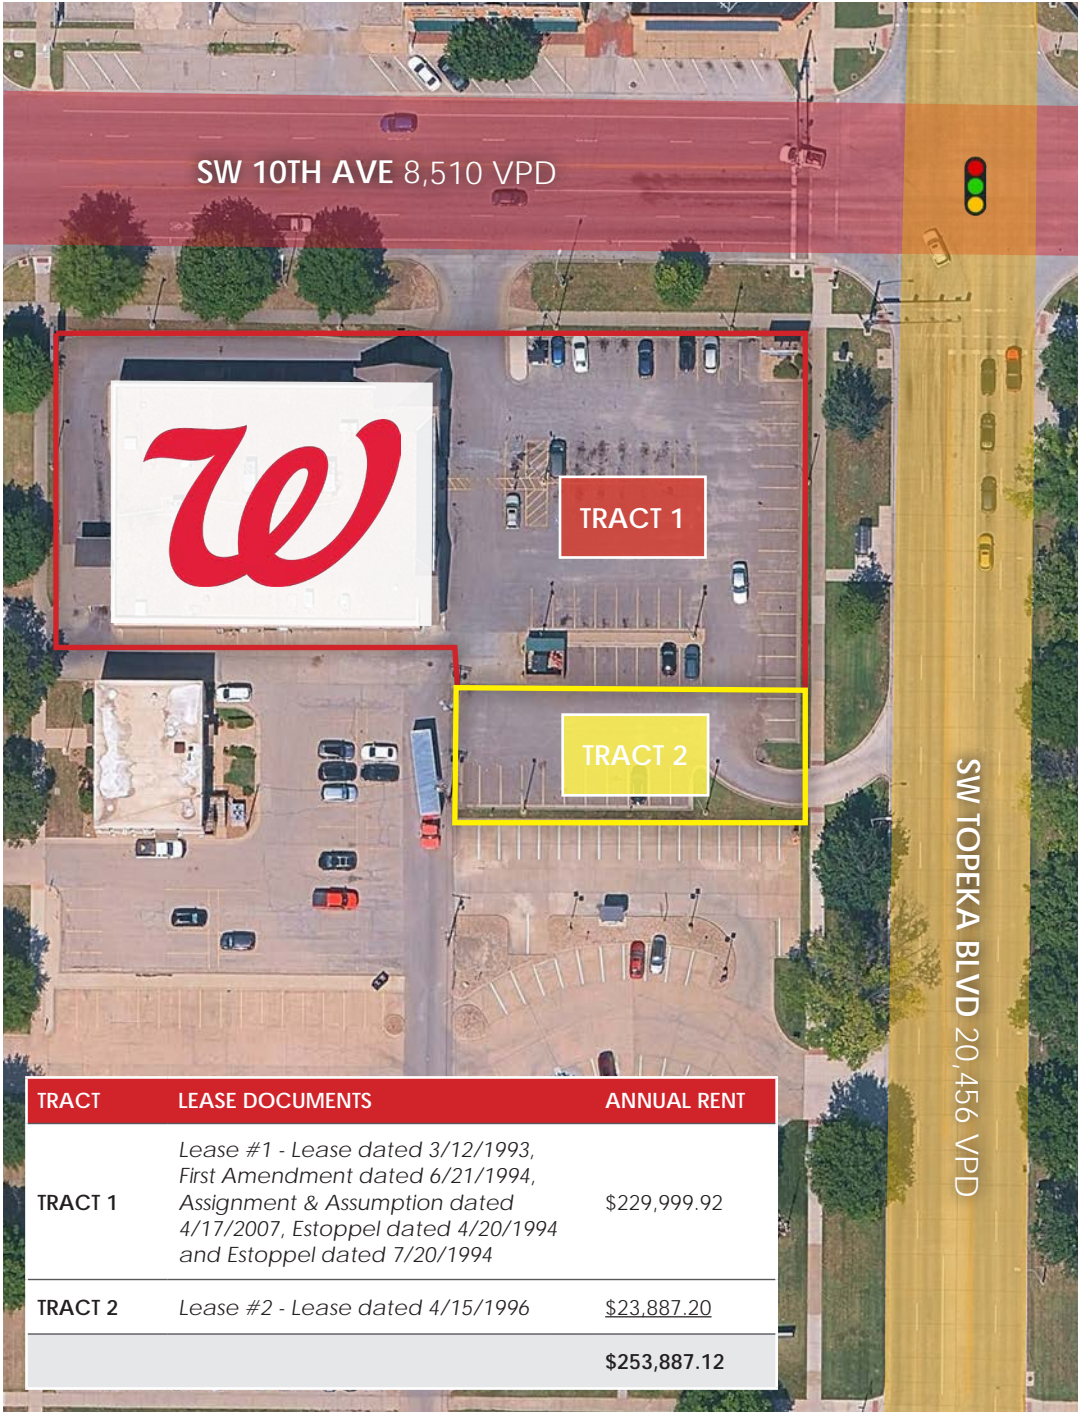 SW 10TH AVE 8,510 VPD
TRACT 1
TRACT 2
SW TOPEKA BLVD 20,456 VPD
TRACT LEASE DOCUMENTS ANNUAL RENT
TRACT 1
Lease #1 - Lease dated 3/12/1993,
First Amendment dated 6/21/1994,
Assignment & Assumption dated
4/17/2007, Estoppel dated 4/20/1994
and Estoppel dated 7/20/1994
$229,999.92
TRACT 2 Lease #2 - Lease dated 4/15/1996 $23,887.20
$253,887.12